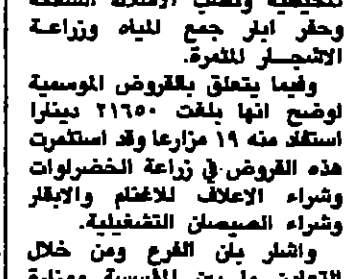 وحفر ابار جمع المياه وزراعة
الاشجار المثمرة.
وفيما يتعلق بالقروض الموسمية
اوضح انها بلغت ٢١٦٥٠ دينارا
استفاد منه ١٩ مزارعا وقد استثمرت
هذه القروض في زراعة الخضراوات
وشراء الاعلاف للاغنام والابقار
وشراء الصيصان التشغيلية.
واشار بان الفرع ومن خلال